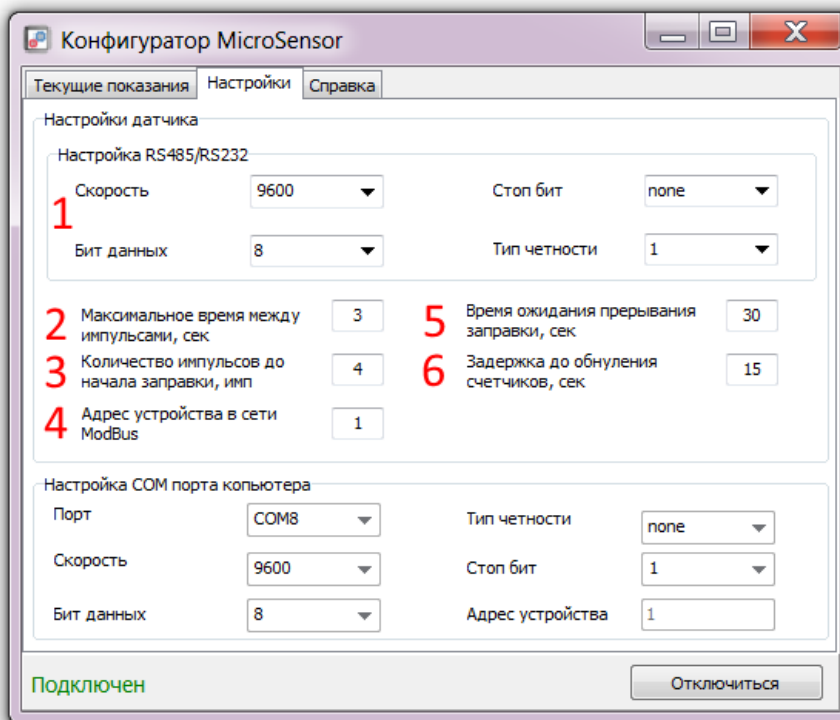 Конфигуратор MicroSensor
Текущие показания Настройки Справка
Настройки датчика
Настройка RS485/RS232
1
Скорость 9600 Стоп бит none
Бит данных 8 Тип четности 1
2 Максимальное время между
импульсами, сек 3
5 Время ожидания прерывания
заправки, сек 30
3 Количество импульсов до
начала заправки, имп 4
6 Задержка до обнуления
счетчиков, сек 15
4 Адрес устройства в сети
ModBus 1
Настройка COM порта копьютера
Порт COM8 Тип четности none
Скорость 9600 Стоп бит 1
Бит данных 8 Адрес устройства 1
Подключен Отключиться